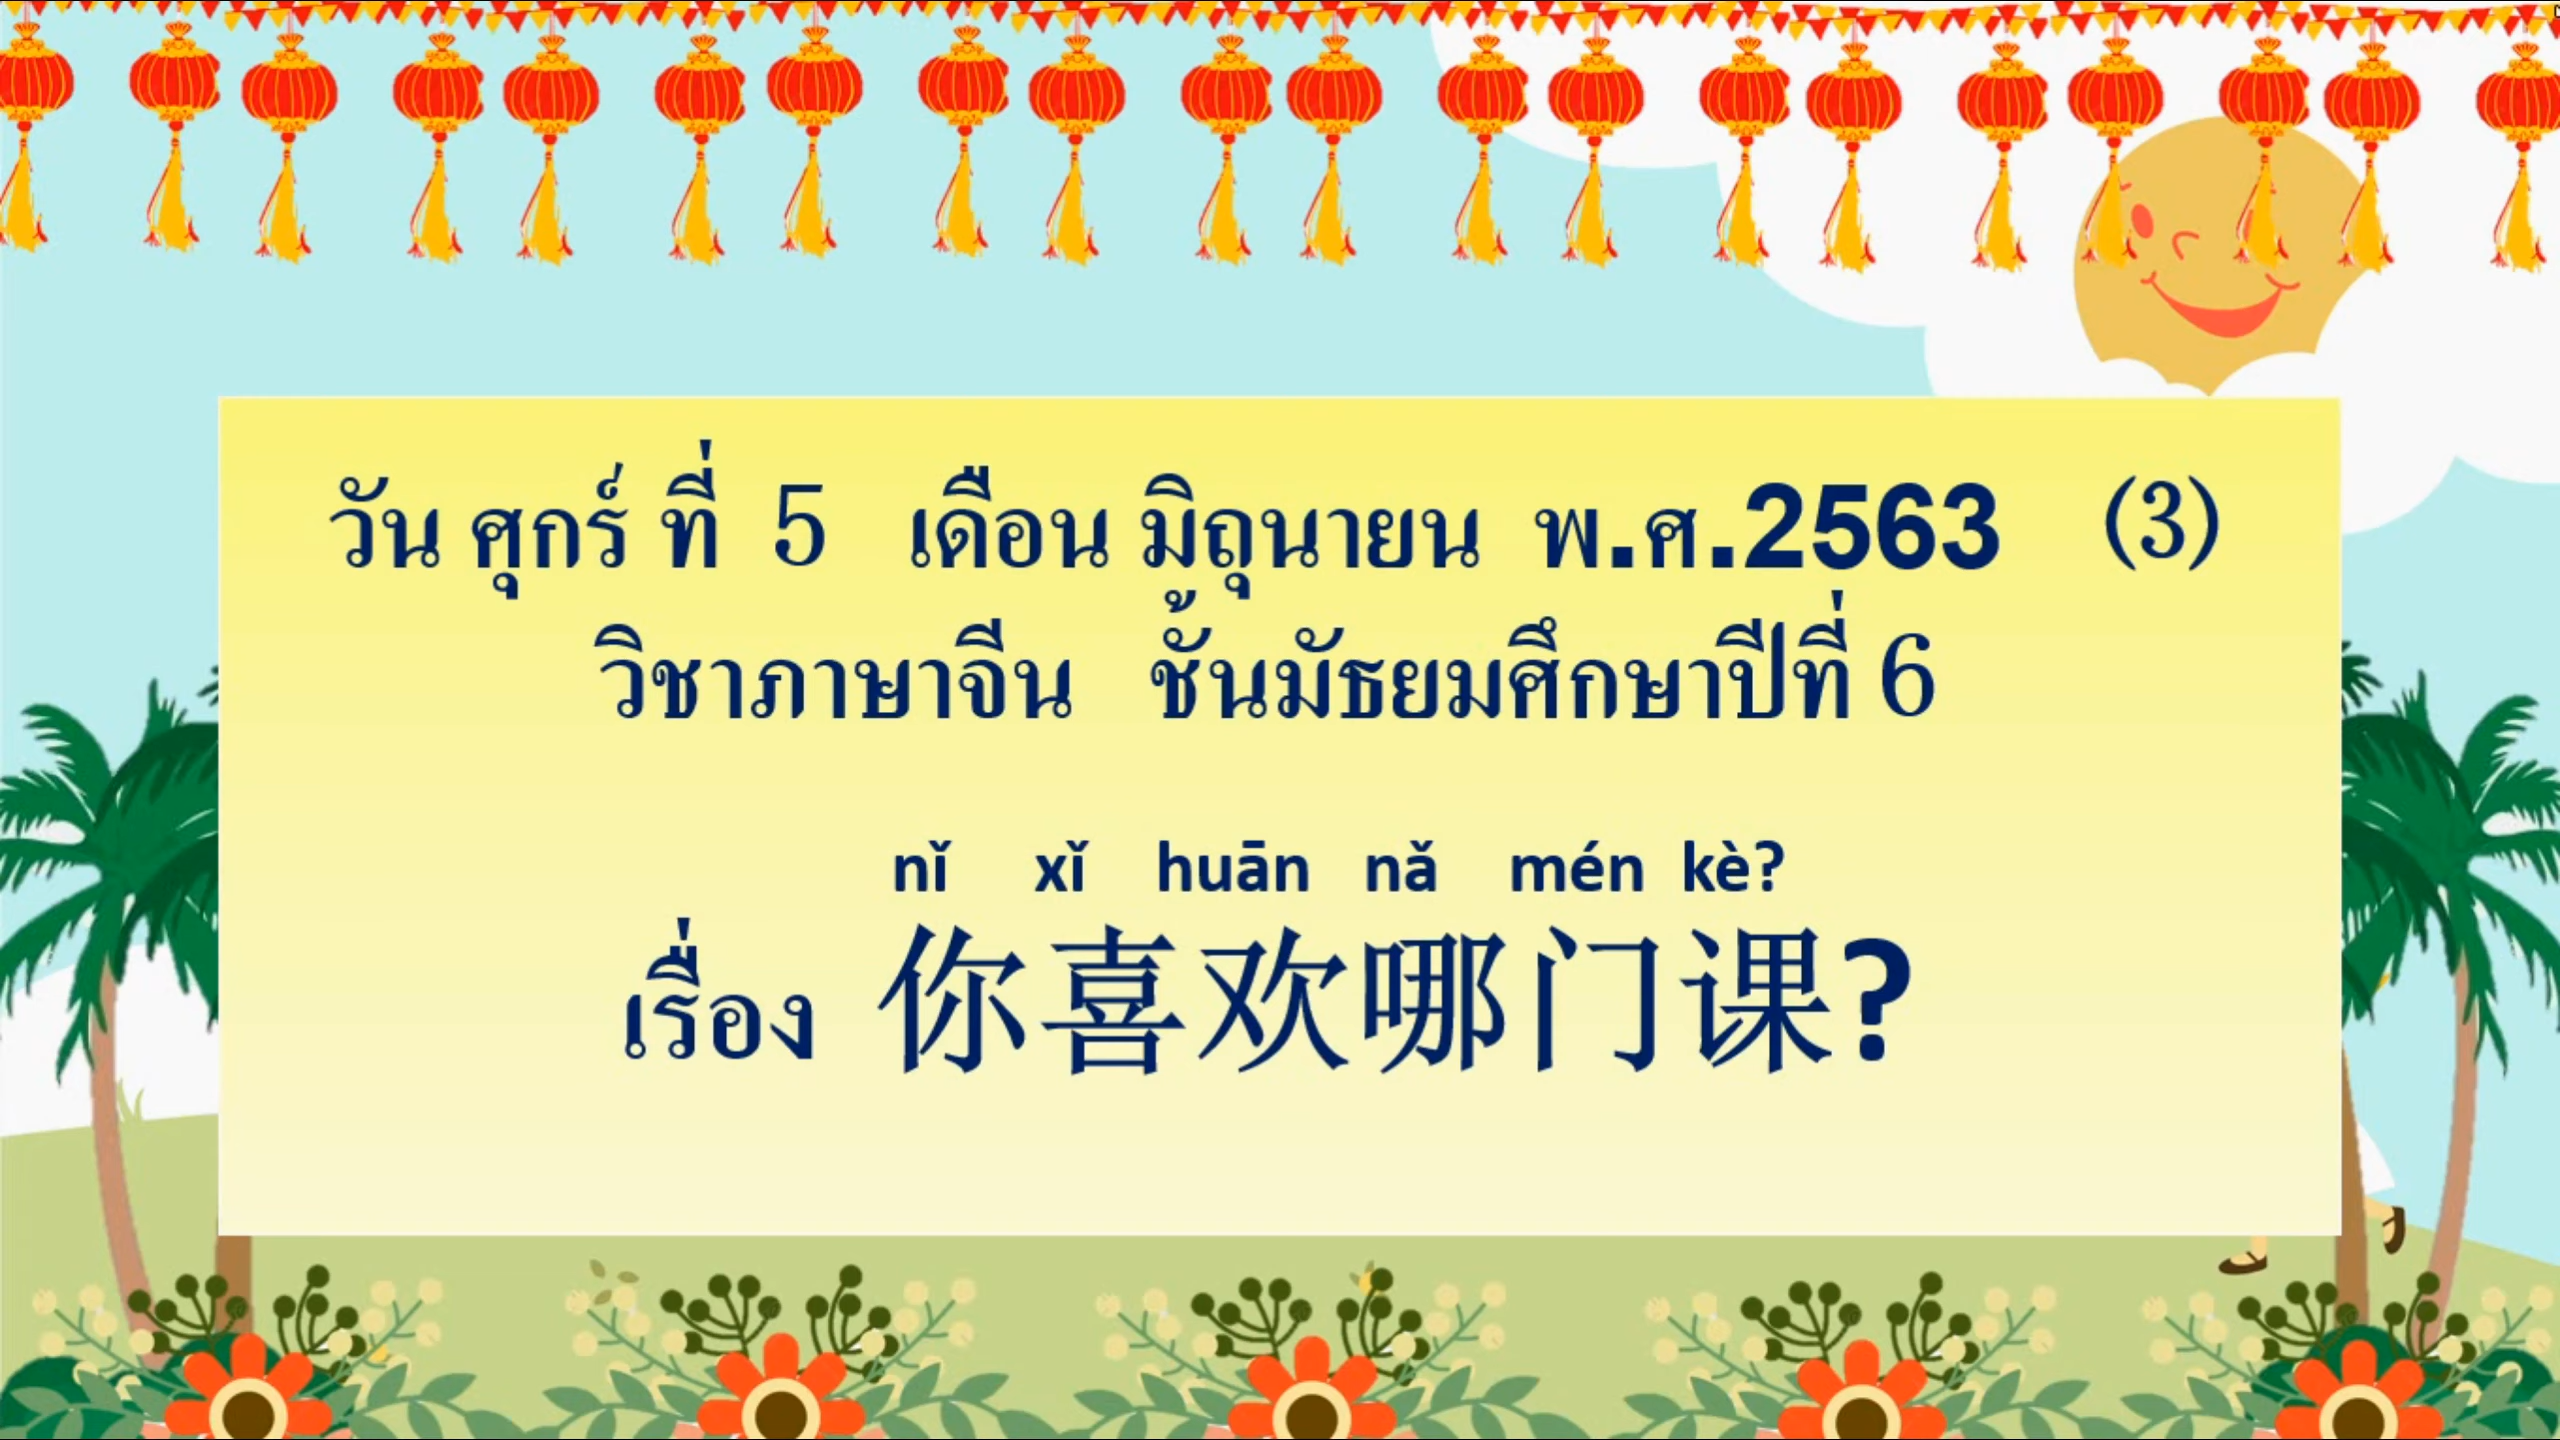 วัน ศุกร์ ที่ 5 เดือน มิถุนายน พ.ศ.2563 (3)
วิชาภาษาจีน ชั้นมัธยมศึกษาปีที่ 6
nǐ xǐ huān nǎ mén kè?
เรื่อง 你喜欢哪门课?